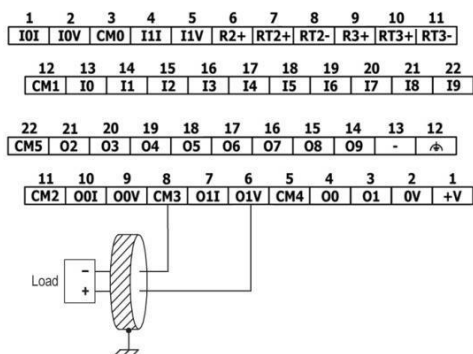 1 2 3 4 5 6 7 8 9 10 11
I0I I0V CM0 I1I I1V R2+ RT2+ RT2- R3+ RT3+ RT3-
12 13 14 15 16 17 18 19 20 21 22
CM1 I0 I1 I2 I3 I4 I5 I6 I7 I8 I9
22 21 20 19 18 17 16 15 14 13 12
CM5 O2 O3 O4 O5 O6 O7 O8 O9 -
11 10 9 8 7 6 5 4 3 2 1
CM2 O0I O0V CM3 O1I O1V CM4 O0 O1 0V +V
Load
-
+